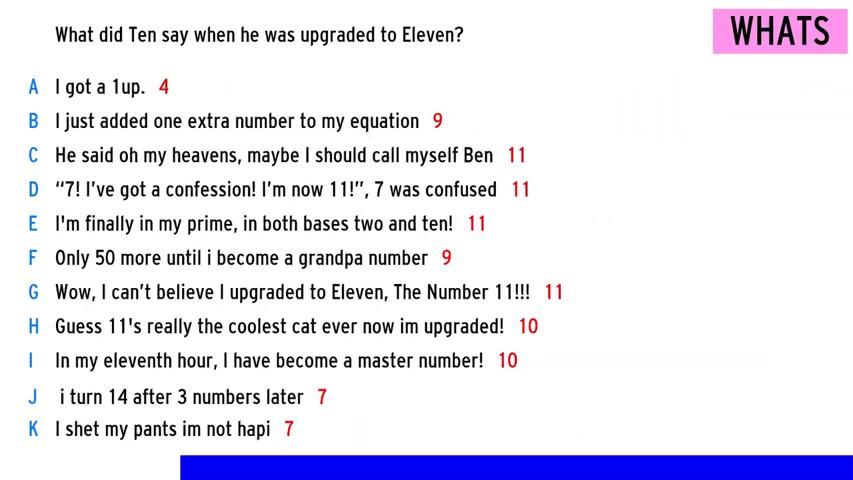 What did Ten say when he was upgraded to Eleven?
WHATS
A I got a 1up. 4
B I just added one extra number to my equation 9
C He said oh my heavens, maybe I should call myself Ben 11
D “7! I’ve got a confession! I’m now 11!”, 7 was confused 11
E I'm finally in my prime, in both bases two and ten! 11
F Only 50 more until i become a grandpa number 9
G Wow, I can’t believe I upgraded to Eleven, The Number 11!!! 11
H Guess 11's really the coolest cat ever now im upgraded! 10
I In my eleventh hour, I have become a master number! 10
J i turn 14 after 3 numbers later 7
K I shet my pants im not hapi 7